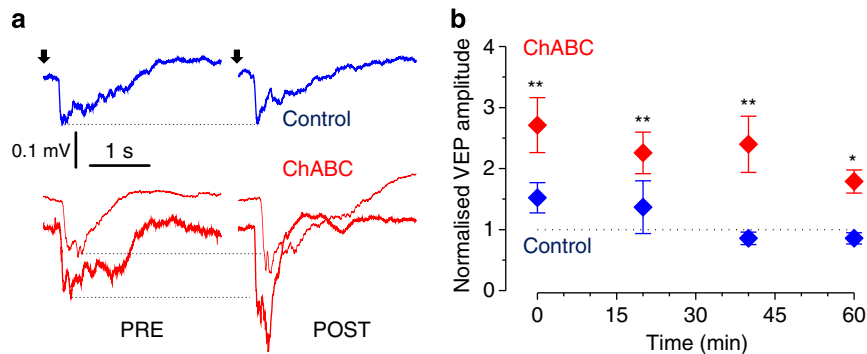 a
Control
0.1 mV
1 s
ChABC
PRE
POST
b
ChABC
Normalised VEP amplitude
4
3
2
1
0
**
**
**
*
Control
0
15
30
45
60
Time (min)